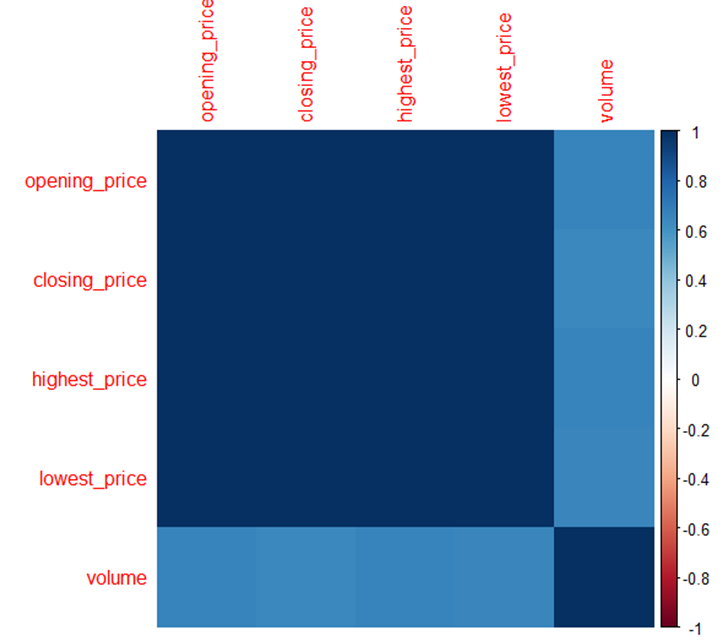 opening_price
closing_price
highest_price
lowest_price
volume
opening_price
closing_price
highest_price
lowest_price
volume
1
0.8
0.6
0.4
0.2
0
-0.2
-0.4
-0.6
-0.8
-1